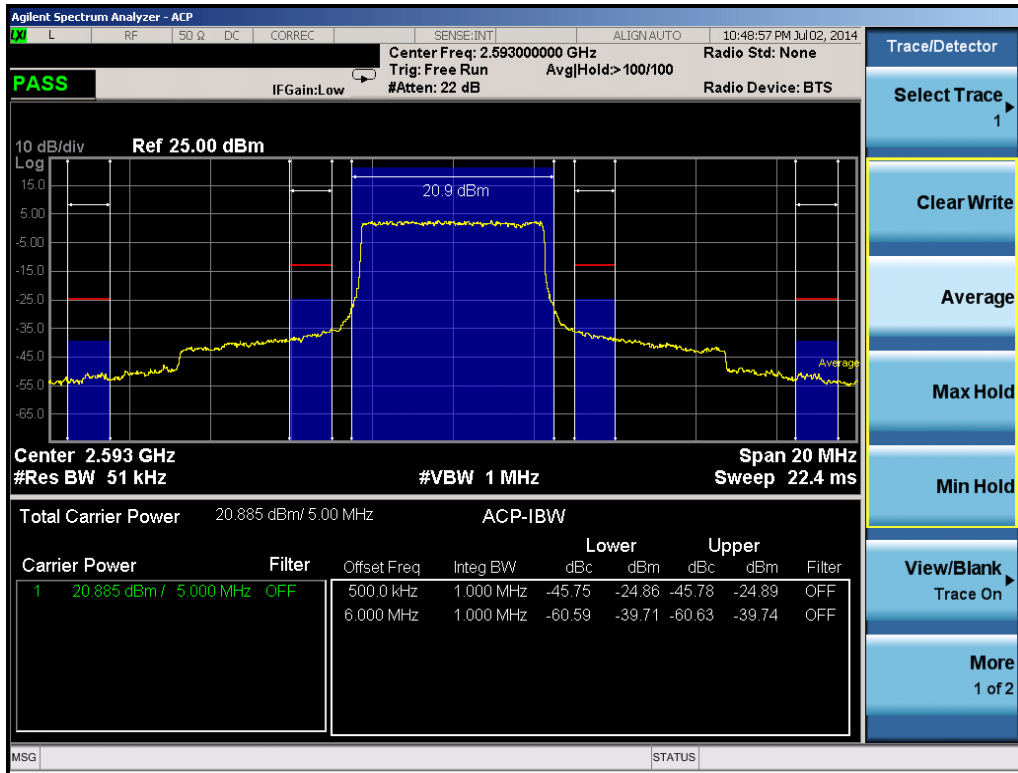 Agilent Spectrum Analyzer - ACP
LXI L RF 50 Ω DC CORREC SENSE:INT ALIGN AUTO 10:48:57 PM Jul 02, 2014
Center Freq: 2.593000000 GHz Radio Std: None
Trig: Free Run Avg|Hold:> 100/100
PASS IFGain:Low #Atten: 22 dB Radio Device: BTS
10 dB/div Ref 25.00 dBm
Log
15.0
20.9 dBm
5.00
-5.00
-15.0
-25.0
-35.0
-45.0
Average
-55.0
-65.0
Center 2.593 GHz Span 20 MHz
#Res BW 51 kHz #VBW 1 MHz Sweep 22.4 ms
Total Carrier Power 20.885 dBm/ 5.00 MHz ACP-IBW
Lower Upper
Carrier Power Filter Offset Freq Integ BW dBc dBm dBc dBm Filter
1 20.885 dBm / 5.000 MHz OFF 500.0 kHz 1.000 MHz -45.75 -24.86 -45.78 -24.89 OFF
6.000 MHz 1.000 MHz -60.59 -39.71 -60.63 -39.74 OFF
MSG STATUS
Trace/Detector
Select Trace
1
Clear Write
Average
Max Hold
Min Hold
View/Blank
Trace On
More
1 of 2